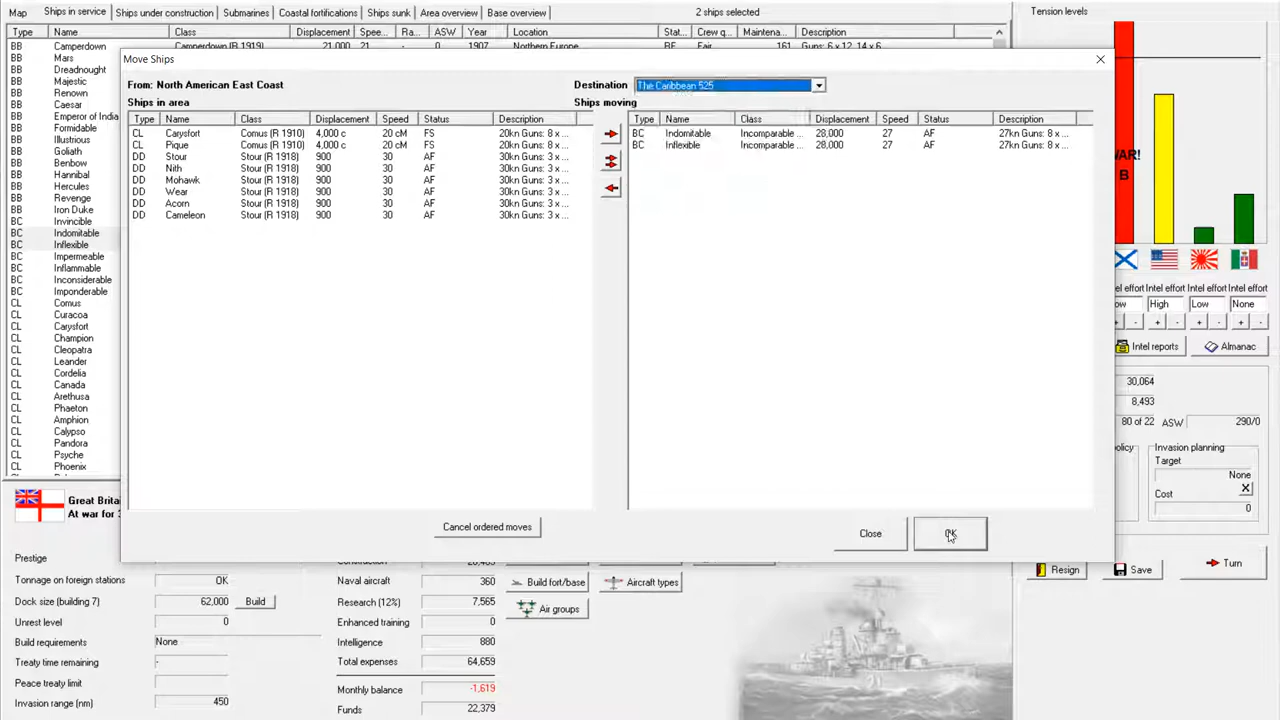 Map Ships in service Ships under construction Submarines Coastal fortifications Ships sunk Area overview Base overview 2 ships selected Tension levels
Type Name Class Displacement Spee... Ra... ASW Year Location Stat... Crew q... Maintena... Description
BB Camperdown Camperdown (R 1919) 21,000 21 - 0 1907 Northern Europe RF Fair 161 Guns: 6 x 12, 14 x 6
BB Mars
BB Dreadnought
BB Majestic
BB Renown
BB Caesar
BB Emperor of India
BB Formidable
BB Illustrious
BB Goliath
BB Benbow
BB Hannibal
BB Hercules
BB Revenge
BB Iron Duke
BC Invincible
BC Indomitable
BC Inflexible
BC Impermeable
BC Inflammable
BC Inconsiderable
BC Imponderable
CL Comus
CL Curacoa
CL Carysfort
CL Champion
CL Cleopatra
CL Leander
CL Cordelia
CL Canada
CL Arethusa
CL Phaeton
CL Amphion
CL Calypso
CL Pandora
CL Psyche
CL Phoenix
Move Ships
From: North American East Coast
Destination The Caribbean 525
Ships in area
Ships moving
Type Name Class Displacement Speed Status Description
CL Carysfort Comus (R 1910) 4,000 c 20 cM FS 20kn Guns: 8 x ...
CL Pique Comus (R 1910) 4,000 c 20 cM FS 20kn Guns: 8 x ...
DD Stour Stour (R 1918) 900 30 AF 30kn Guns: 3 x ...
DD Nith Stour (R 1918) 900 30 AF 30kn Guns: 3 x ...
DD Mohawk Stour (R 1918) 900 30 AF 30kn Guns: 3 x ...
DD Wear Stour (R 1918) 900 30 AF 30kn Guns: 3 x ...
DD Acorn Stour (R 1918) 900 30 AF 30kn Guns: 3 x ...
DD Cameleon Stour (R 1918) 900 30 AF 30kn Guns: 3 x ...
Type Name Class Displacement Speed Status Description
BC Indomitable Incomparable ... 28,000 27 AF 27kn Guns: 8 x ...
BC Inflexible Incomparable ... 28,000 27 AF 27kn Guns: 8 x ...
Cancel ordered moves
Close
OK
AR!
B
el effort Intel effort Intel effort Intel effort
ow High Low None
+ - + - + - + -
Intel reports Almanac
30,064
8,493
80 of 22 ASW 290/0
olicy
Invasion planning
Target
None
Cost X
0
Great Brita
At war for 3
Prestige
Tonnage on foreign stations OK
Dock size (building 7) 62,000 Build
Unrest level 0
Build requirements None
Treaty time remaining -
Peace treaty limit
Invasion range (nm) 450
Naval aircraft 360
Research (12%) 7,565
Enhanced training 0
Intelligence 880
Total expenses 64,659
Monthly balance -1,619
Funds 22,379
Build fort/base Aircraft types
Air groups
Resign Save Turn